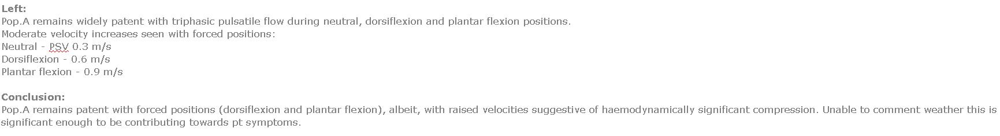 Left:
Pop.A remains widely patent with triphasic pulsatile flow during neutral, dorsiflexion and plantar flexion positions.
Moderate velocity increases seen with forced positions:
Neutral - PSV 0.3 m/s
Dorsiflexion - 0.6 m/s
Plantar flexion - 0.9 m/s
Conclusion:
Pop.A remains patent with forced positions (dorsiflexion and plantar flexion), albeit, with raised velocities suggestive of haemodynamically significant compression. Unable to comment weather this is
significant enough to be contributing towards pt symptoms.